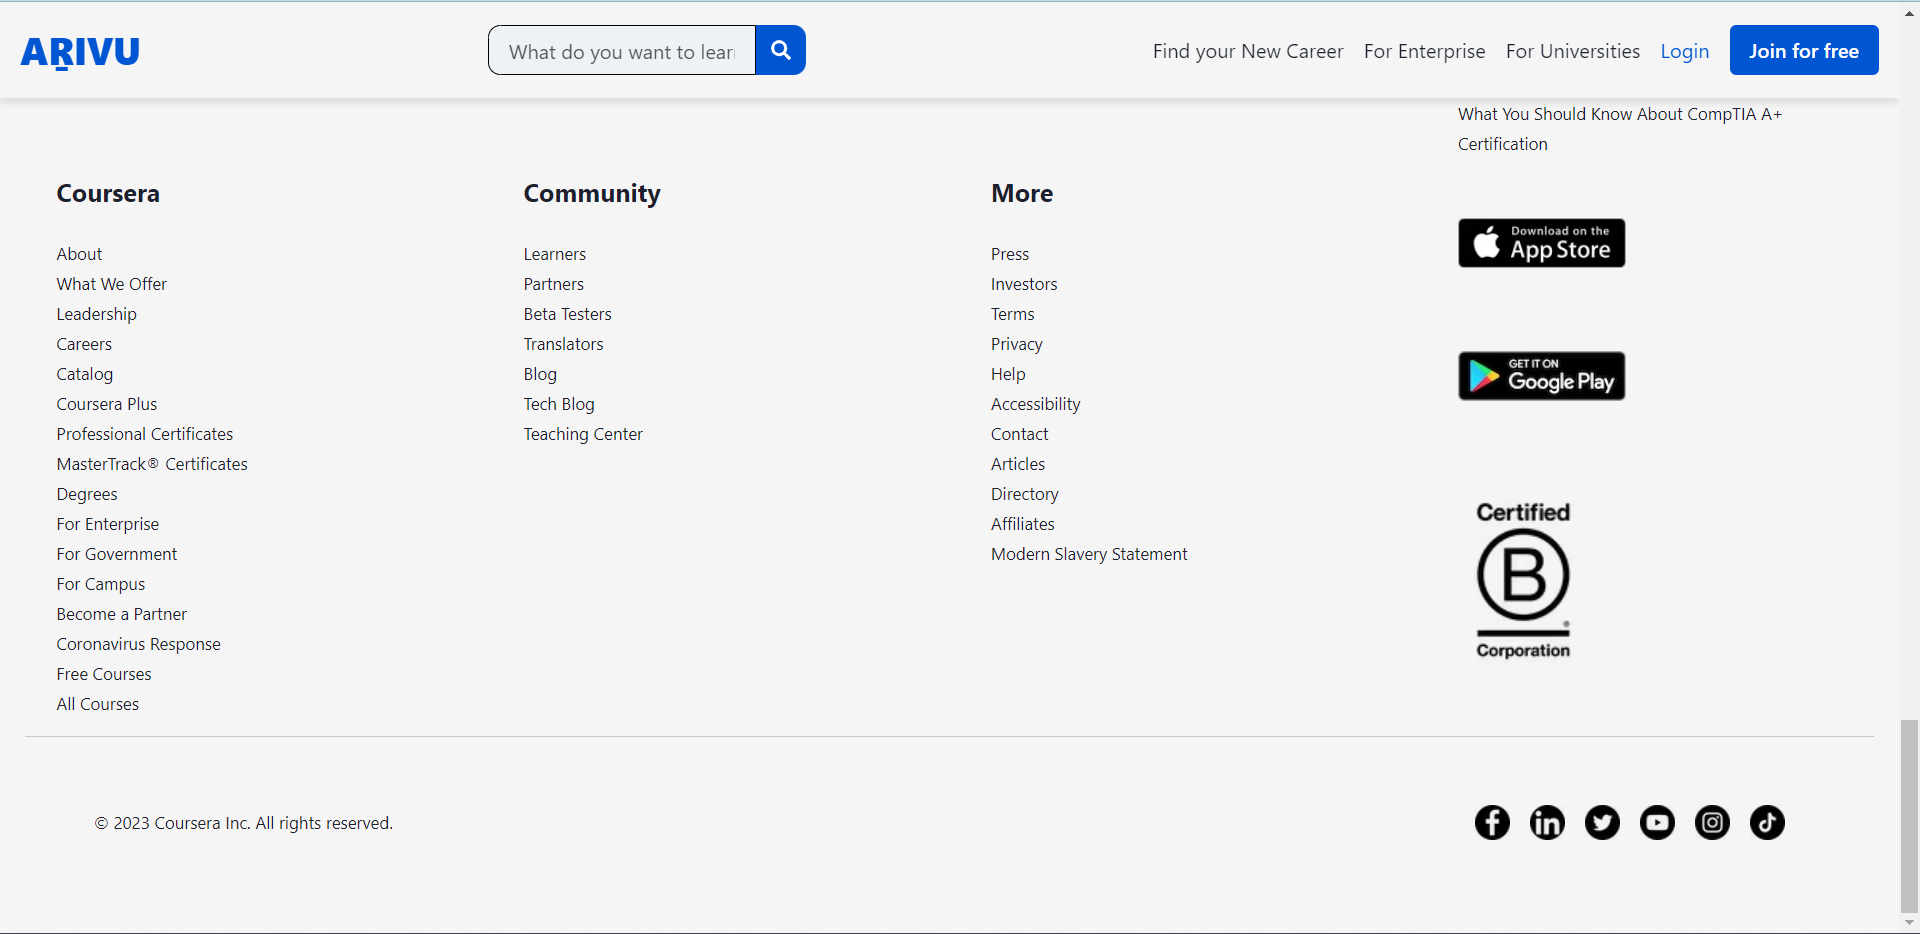 AṞIVU
What do you want to lear
Find your New Career
For Enterprise
For Universities
Login
Join for free
What You Should Know About CompTIA A+
Certification
Coursera
About
What We Offer
Leadership
Careers
Catalog
Coursera Plus
Professional Certificates
MasterTrack® Certificates
Degrees
For Enterprise
For Government
For Campus
Become a Partner
Coronavirus Response
Free Courses
All Courses
Community
Learners
Partners
Beta Testers
Translators
Blog
Tech Blog
Teaching Center
More
Press
Investors
Terms
Privacy
Help
Accessibility
Contact
Articles
Directory
Affiliates
Modern Slavery Statement
Download on the
App Store
GET IT ON
Google Play
Certified
B
Corporation
© 2023 Coursera Inc. All rights reserved.